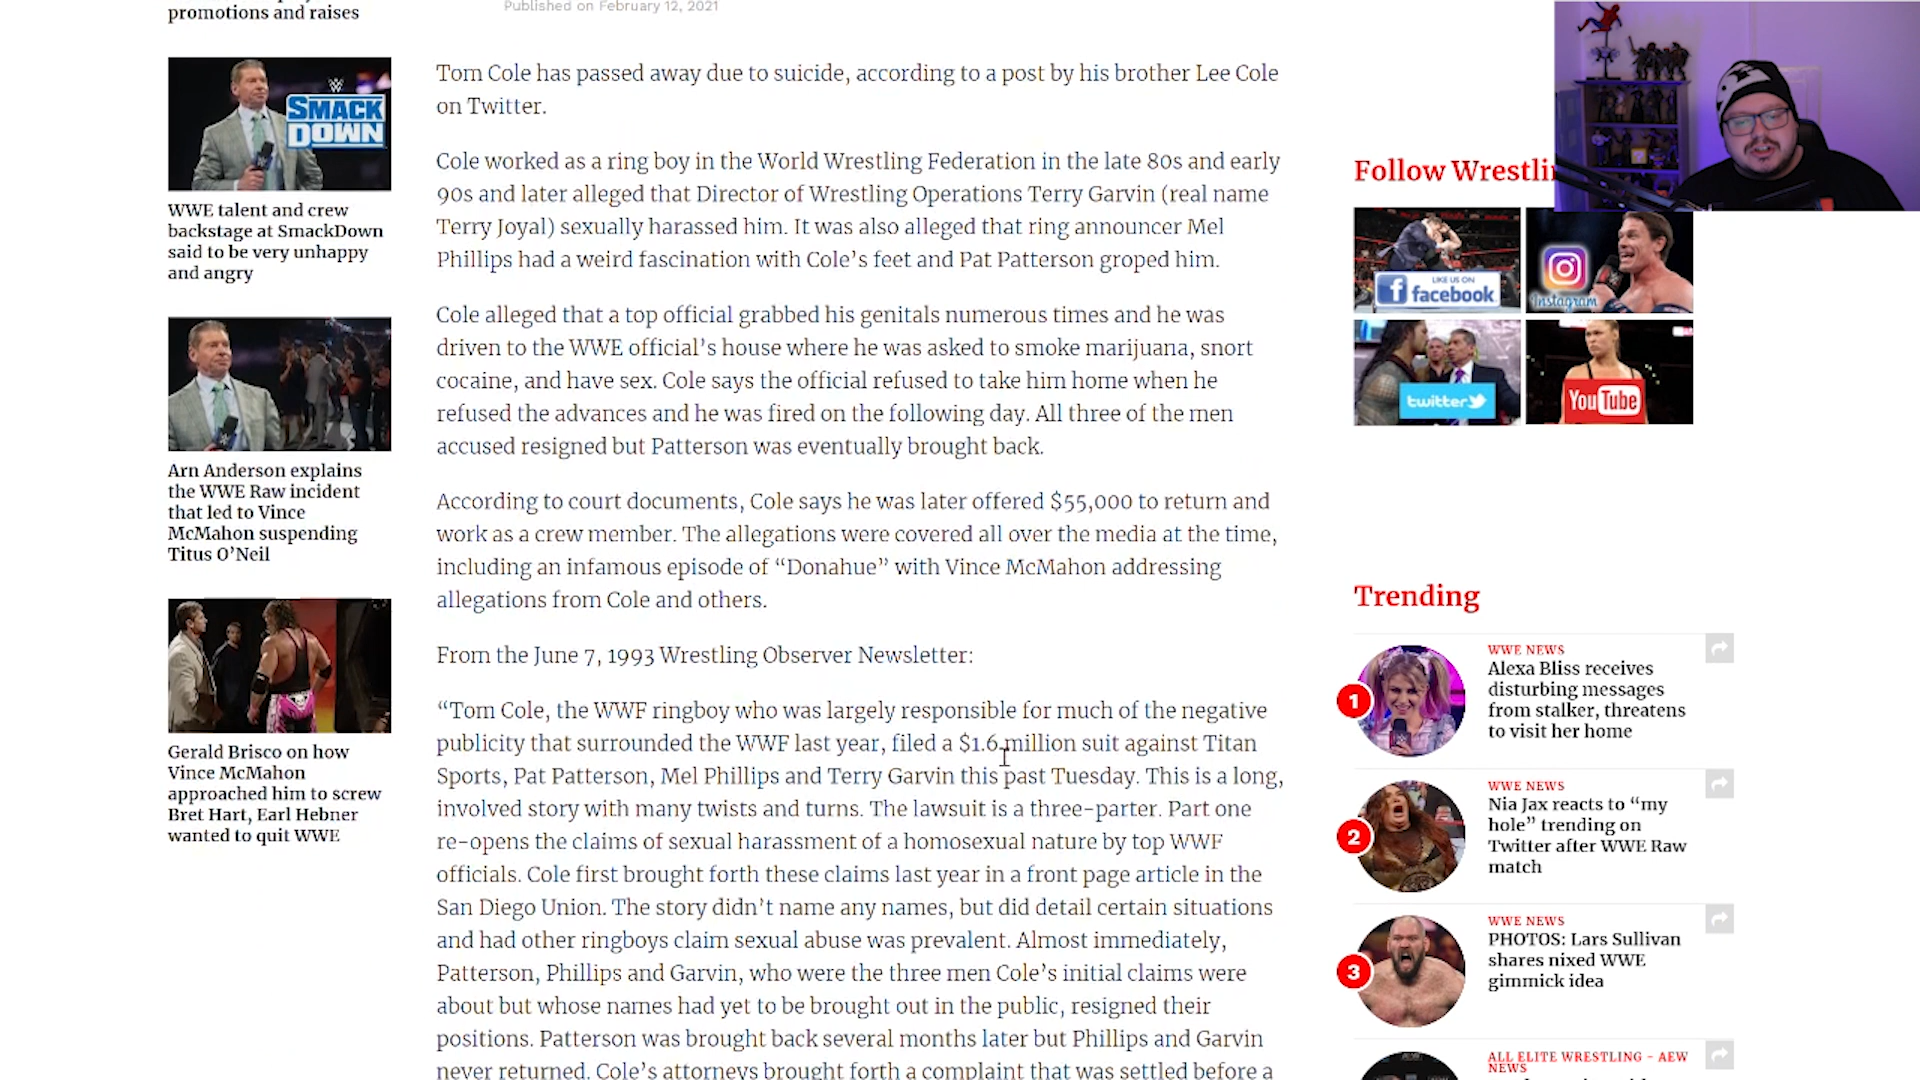 promotions and raises
SMACK
DOWN
WWE talent and crew
backstage at SmackDown
said to be very unhappy
and angry
Arn Anderson explains
the WWE Raw incident
that led to Vince
McMahon suspending
Titus O’Neil
Gerald Brisco on how
Vince McMahon
approached him to screw
Bret Hart, Earl Hebner
wanted to quit WWE
Published on February 12, 2021
Tom Cole has passed away due to suicide, according to a post by his brother Lee Cole
on Twitter.
Cole worked as a ring boy in the World Wrestling Federation in the late 80s and early
90s and later alleged that Director of Wrestling Operations Terry Garvin (real name
Terry Joyal) sexually harassed him. It was also alleged that ring announcer Mel
Phillips had a weird fascination with Cole’s feet and Pat Patterson groped him.
Cole alleged that a top official grabbed his genitals numerous times and he was
driven to the WWE official’s house where he was asked to smoke marijuana, snort
cocaine, and have sex. Cole says the official refused to take him home when he
refused the advances and he was fired on the following day. All three of the men
accused resigned but Patterson was eventually brought back.
According to court documents, Cole says he was later offered $55,000 to return and
work as a crew member. The allegations were covered all over the media at the time,
including an infamous episode of “Donahue” with Vince McMahon addressing
allegations from Cole and others.
From the June 7, 1993 Wrestling Observer Newsletter:
“Tom Cole, the WWF ringboy who was largely responsible for much of the negative
publicity that surrounded the WWF last year, filed a $1.6 million suit against Titan
Sports, Pat Patterson, Mel Phillips and Terry Garvin this past Tuesday. This is a long,
involved story with many twists and turns. The lawsuit is a three-parter. Part one
re-opens the claims of sexual harassment of a homosexual nature by top WWF
officials. Cole first brought forth these claims last year in a front page article in the
San Diego Union. The story didn’t name any names, but did detail certain situations
and had other ringboys claim sexual abuse was prevalent. Almost immediately,
Patterson, Phillips and Garvin, who were the three men Cole’s initial claims were
about but whose names had yet to be brought out in the public, resigned their
positions. Patterson was brought back several months later but Phillips and Garvin
never returned. Cole’s attorneys brought forth a complaint that was settled before a
Follow Wrestli
LIKE US ON
facebook
Instagram
twitter
YouTube
Trending
1
WWE NEWS
Alexa Bliss receives
disturbing messages
from stalker, threatens
to visit her home
2
WWE NEWS
Nia Jax reacts to “my
hole” trending on
Twitter after WWE Raw
match
3
WWE NEWS
PHOTOS: Lars Sullivan
shares nixed WWE
gimmick idea
ALL ELITE WRESTLING – AEW
NEWS